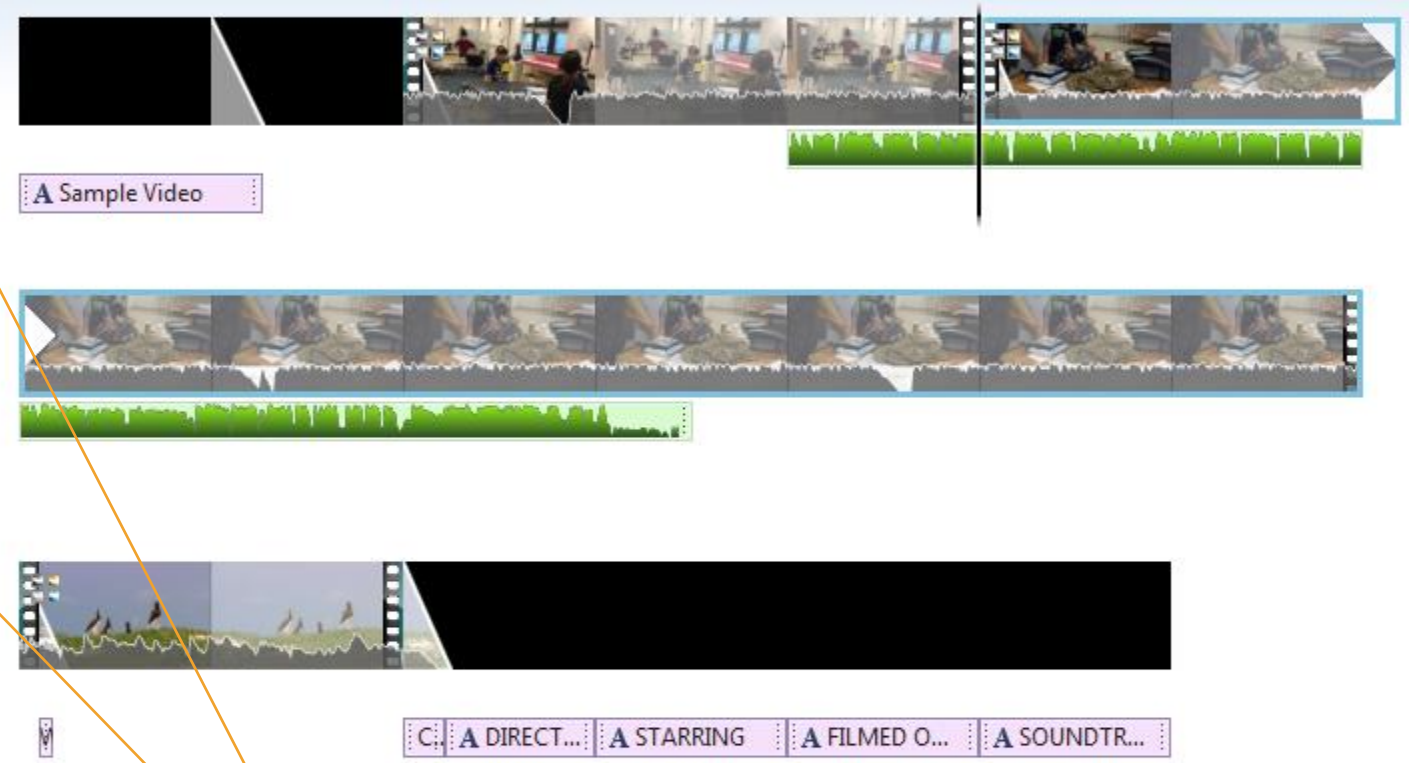 A Sample Video
C..
A DIRECT...
A STARRING
A FILMED O...
A SOUNDTR...